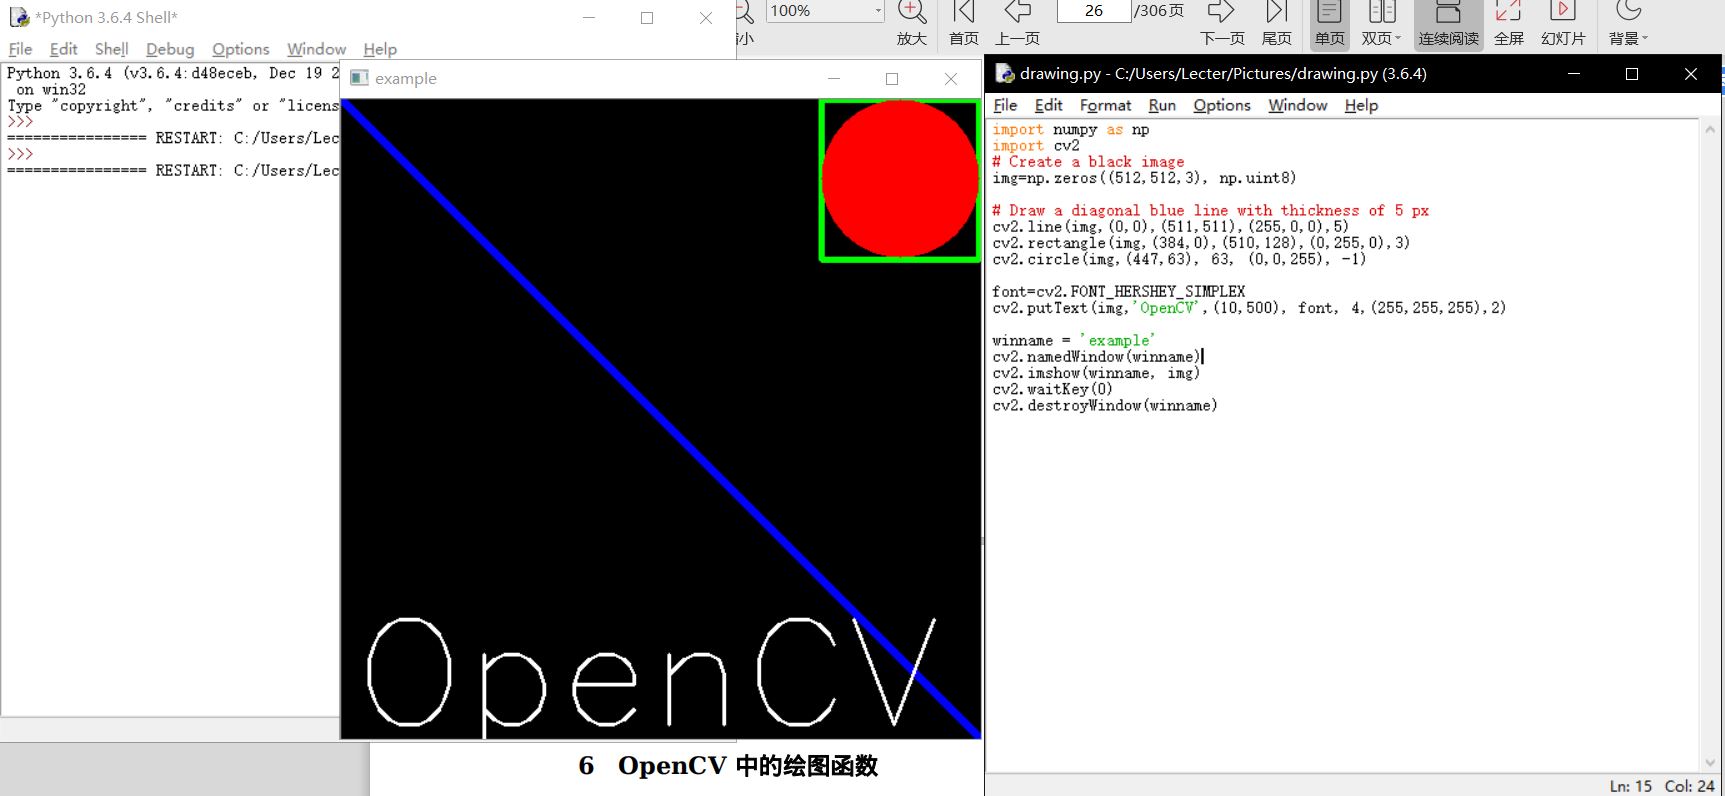 *Python 3.6.4 Shell*
File Edit Shell Debug Options Window Help
Python 3.6.4 (v3.6.4:d48eceb, Dec 19 2
on win32
Type "copyright", "credits" or "licens
>>>
================ RESTART: C:/Users/Lec
>>>
================ RESTART: C:/Users/Lec
example
OpenCV
小 100% 放大 首页 上一页 26 /306页 下一页 尾页 单页 双页 连续阅读 全屏 幻灯片 背景
6 OpenCV 中的绘图函数
drawing.py - C:/Users/Lecter/Pictures/drawing.py (3.6.4)
File Edit Format Run Options Window Help
import numpy as np
import cv2
# Create a black image
img=np.zeros((512,512,3), np.uint8)
# Draw a diagonal blue line with thickness of 5 px
cv2.line(img,(0,0),(511,511),(255,0,0),5)
cv2.rectangle(img,(384,0),(510,128),(0,255,0),3)
cv2.circle(img,(447,63), 63, (0,0,255), -1)
font=cv2.FONT_HERSHEY_SIMPLEX
cv2.putText(img,'OpenCV',(10,500), font, 4,(255,255,255),2)
winname = 'example'
cv2.namedWindow(winname)
cv2.imshow(winname, img)
cv2.waitKey(0)
cv2.destroyWindow(winname)
Ln: 15 Col: 24